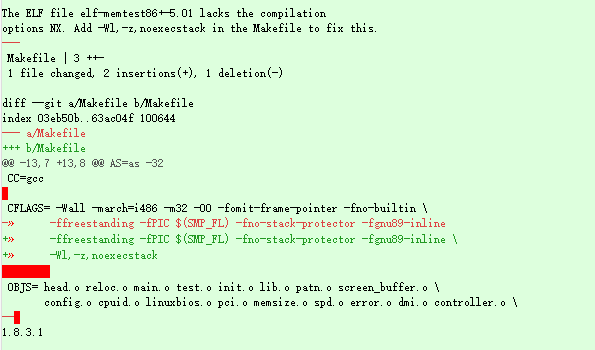 The ELF file elf-memtest86+-5.01 lacks the compilation
options NX. Add -Wl,-z,noexecstack in the Makefile to fix this.
---
Makefile | 3 ++-
1 file changed, 2 insertions(+), 1 deletion(-)
diff --git a/Makefile b/Makefile
index 03eb50b..63ac04f 100644
--- a/Makefile
+++ b/Makefile
@@ -13,7 +13,8 @@ AS=as -32
CC=gcc
CFLAGS= -Wall -march=i486 -m32 -O0 -fomit-frame-pointer -fno-builtin \
-» -ffreestanding -fPIC $(SMP_FL) -fno-stack-protector -fgnu89-inline
+» -ffreestanding -fPIC $(SMP_FL) -fno-stack-protector -fgnu89-inline \
+» -Wl,-z,noexecstack
OBJS= head.o reloc.o main.o test.o init.o lib.o patn.o screen_buffer.o \
config.o cpuid.o linuxbios.o pci.o memsize.o spd.o error.o dmi.o controller.o \
--
1.8.3.1